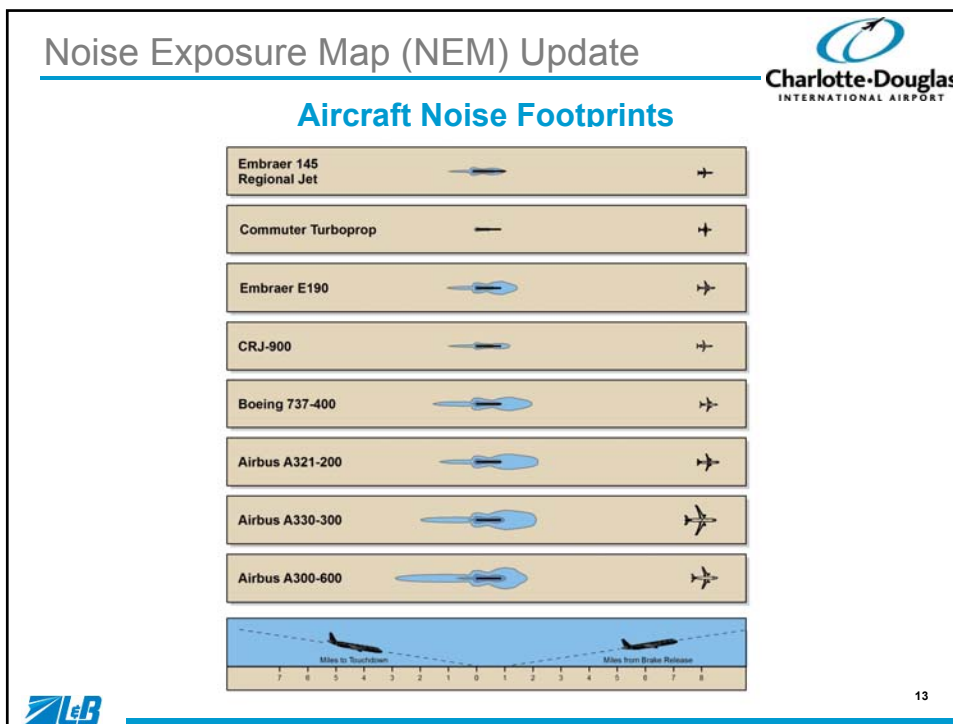 Noise Exposure Map (NEM) Update
Charlotte·Douglas
INTERNATIONAL AIRPORT
Aircraft Noise Footprints
Embraer 145
Regional Jet
Commuter Turboprop
Embraer E190
CRJ-900
Boeing 737-400
Airbus A321-200
Airbus A330-300
Airbus A300-600
Miles to Touchdown Miles from Brake Release
7 6 5 4 3 2 1 0 1 2 3 4 5 6 7 8
L&B
13